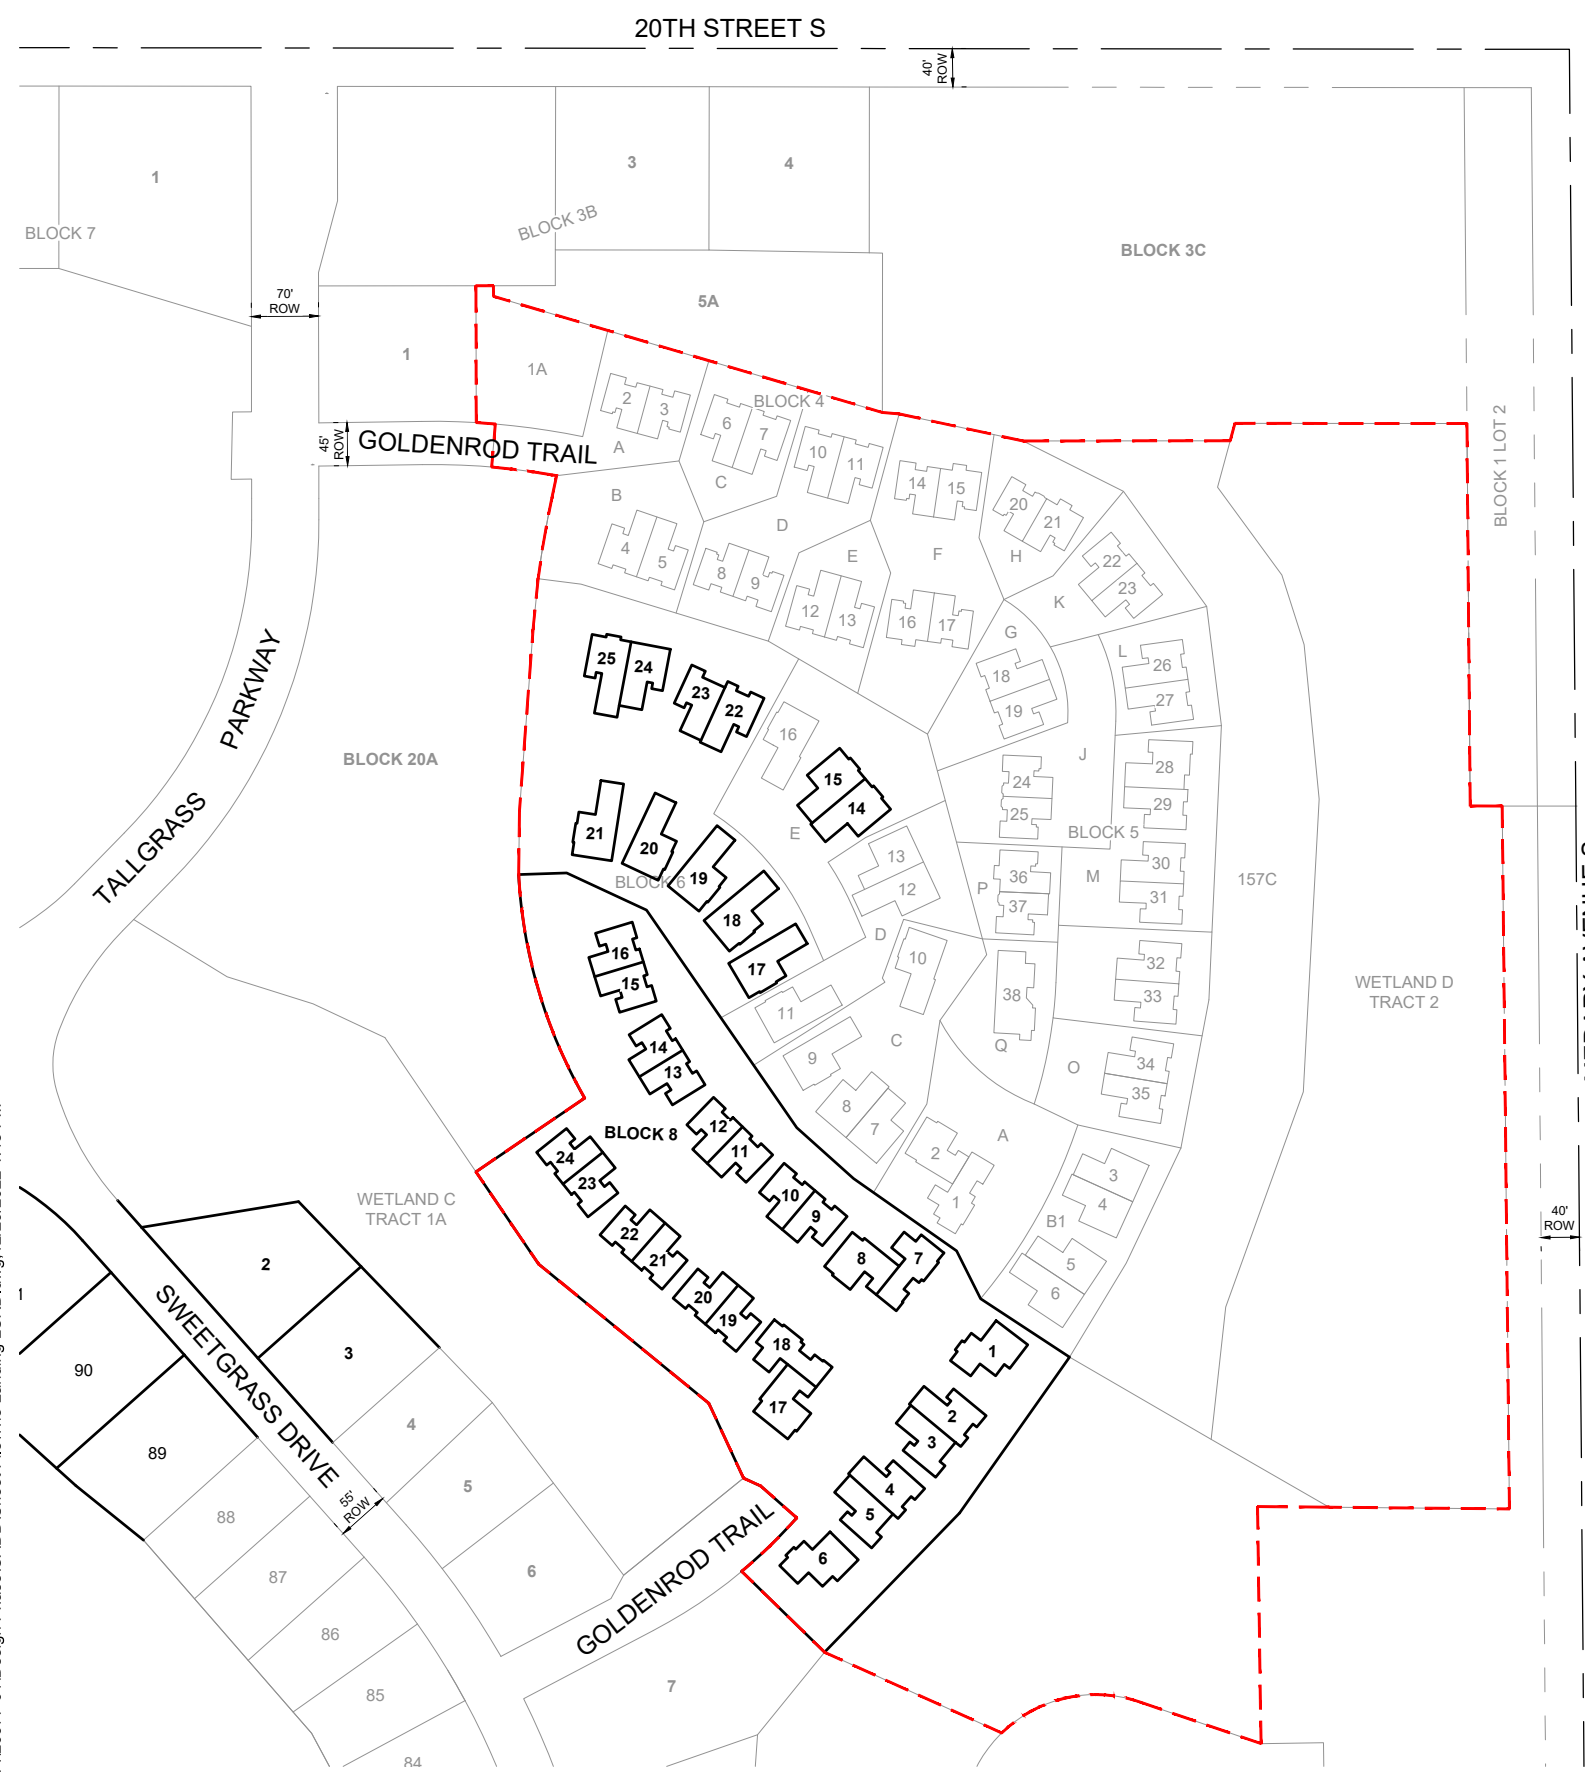 20TH STREET S
40'
ROW
1
3
4
BLOCK 7
BLOCK 3B
BLOCK 3C
70'
ROW
5A
1
1A
BLOCK 4
2
3
A
6
7
C
10
11
45'
ROW
GOLDENROD TRAIL
BLOCK 1 LOT 2
14
15
20
21
H
B
4
5
D
8
9
E
12
13
F
16
17
22
23
K
G
18
19
L
26
27
TALLGRASS PARKWAY
BLOCK 20A
25
24
23
22
16
15
14
E
J
24
25
28
29
BLOCK 5
21
20
19
18
17
BLOCK 6
13
12
D
P
36
37
M
30
31
157C
10
11
C
9
8
7
38
Q
32
33
O
34
35
WETLAND D
TRACT 2
16
15
14
13
BLOCK 8
12
11
10
9
8
7
A
2
1
B1
3
4
5
6
24
23
22
21
20
19
18
17
WETLAND C
TRACT 1A
40'
ROW
2
3
90
89
SWEETGRASS DRIVE
55'
ROW
4
5
6
88
87
86
85
84
1
2
3
4
5
6
GOLDENROD TRAIL
7